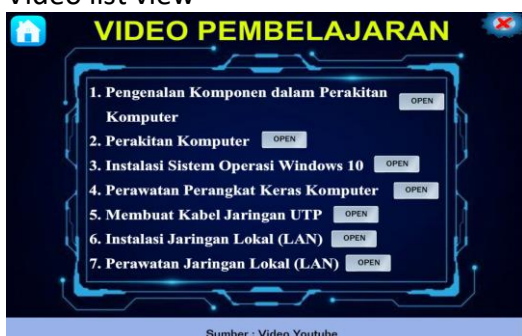 Video list view
VIDEO PEMBELAJARAN
1. Pengenalan Komponen dalam Perakitan
Komputer OPEN
2. Perakitan Komputer OPEN
3. Instalasi Sistem Operasi Windows 10 OPEN
4. Perawatan Perangkat Keras Komputer OPEN
5. Membuat Kabel Jaringan UTP OPEN
6. Instalasi Jaringan Lokal (LAN) OPEN
7. Perawatan Jaringan Lokal (LAN) OPEN
Sumber : Video Youtube